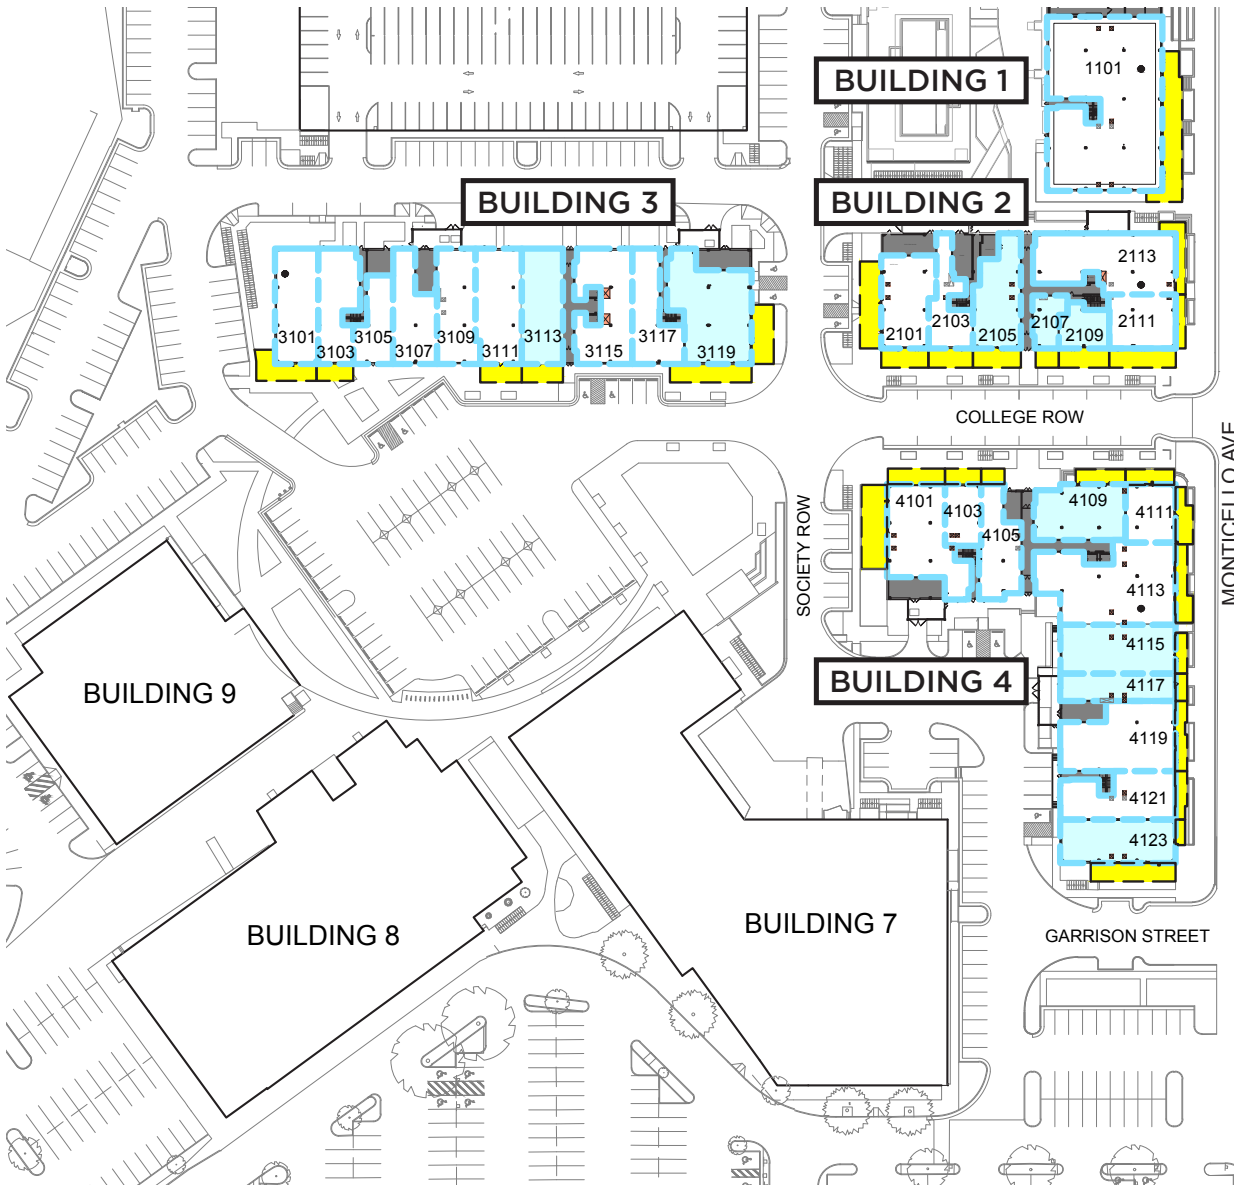 1101
BUILDING 1
BUILDING 3
BUILDING 2
2113
3101
3103
3105
3107
3109
3111
3113
3115
3117
3119
2101
2103
2105
2107
2109
2111
COLLEGE ROW
MONTICELLO AVE
SOCIETY ROW
4101
4103
4105
4109
4111
4113
4115
BUILDING 4
4117
4119
4121
4123
BUILDING 9
BUILDING 8
BUILDING 7
GARRISON STREET